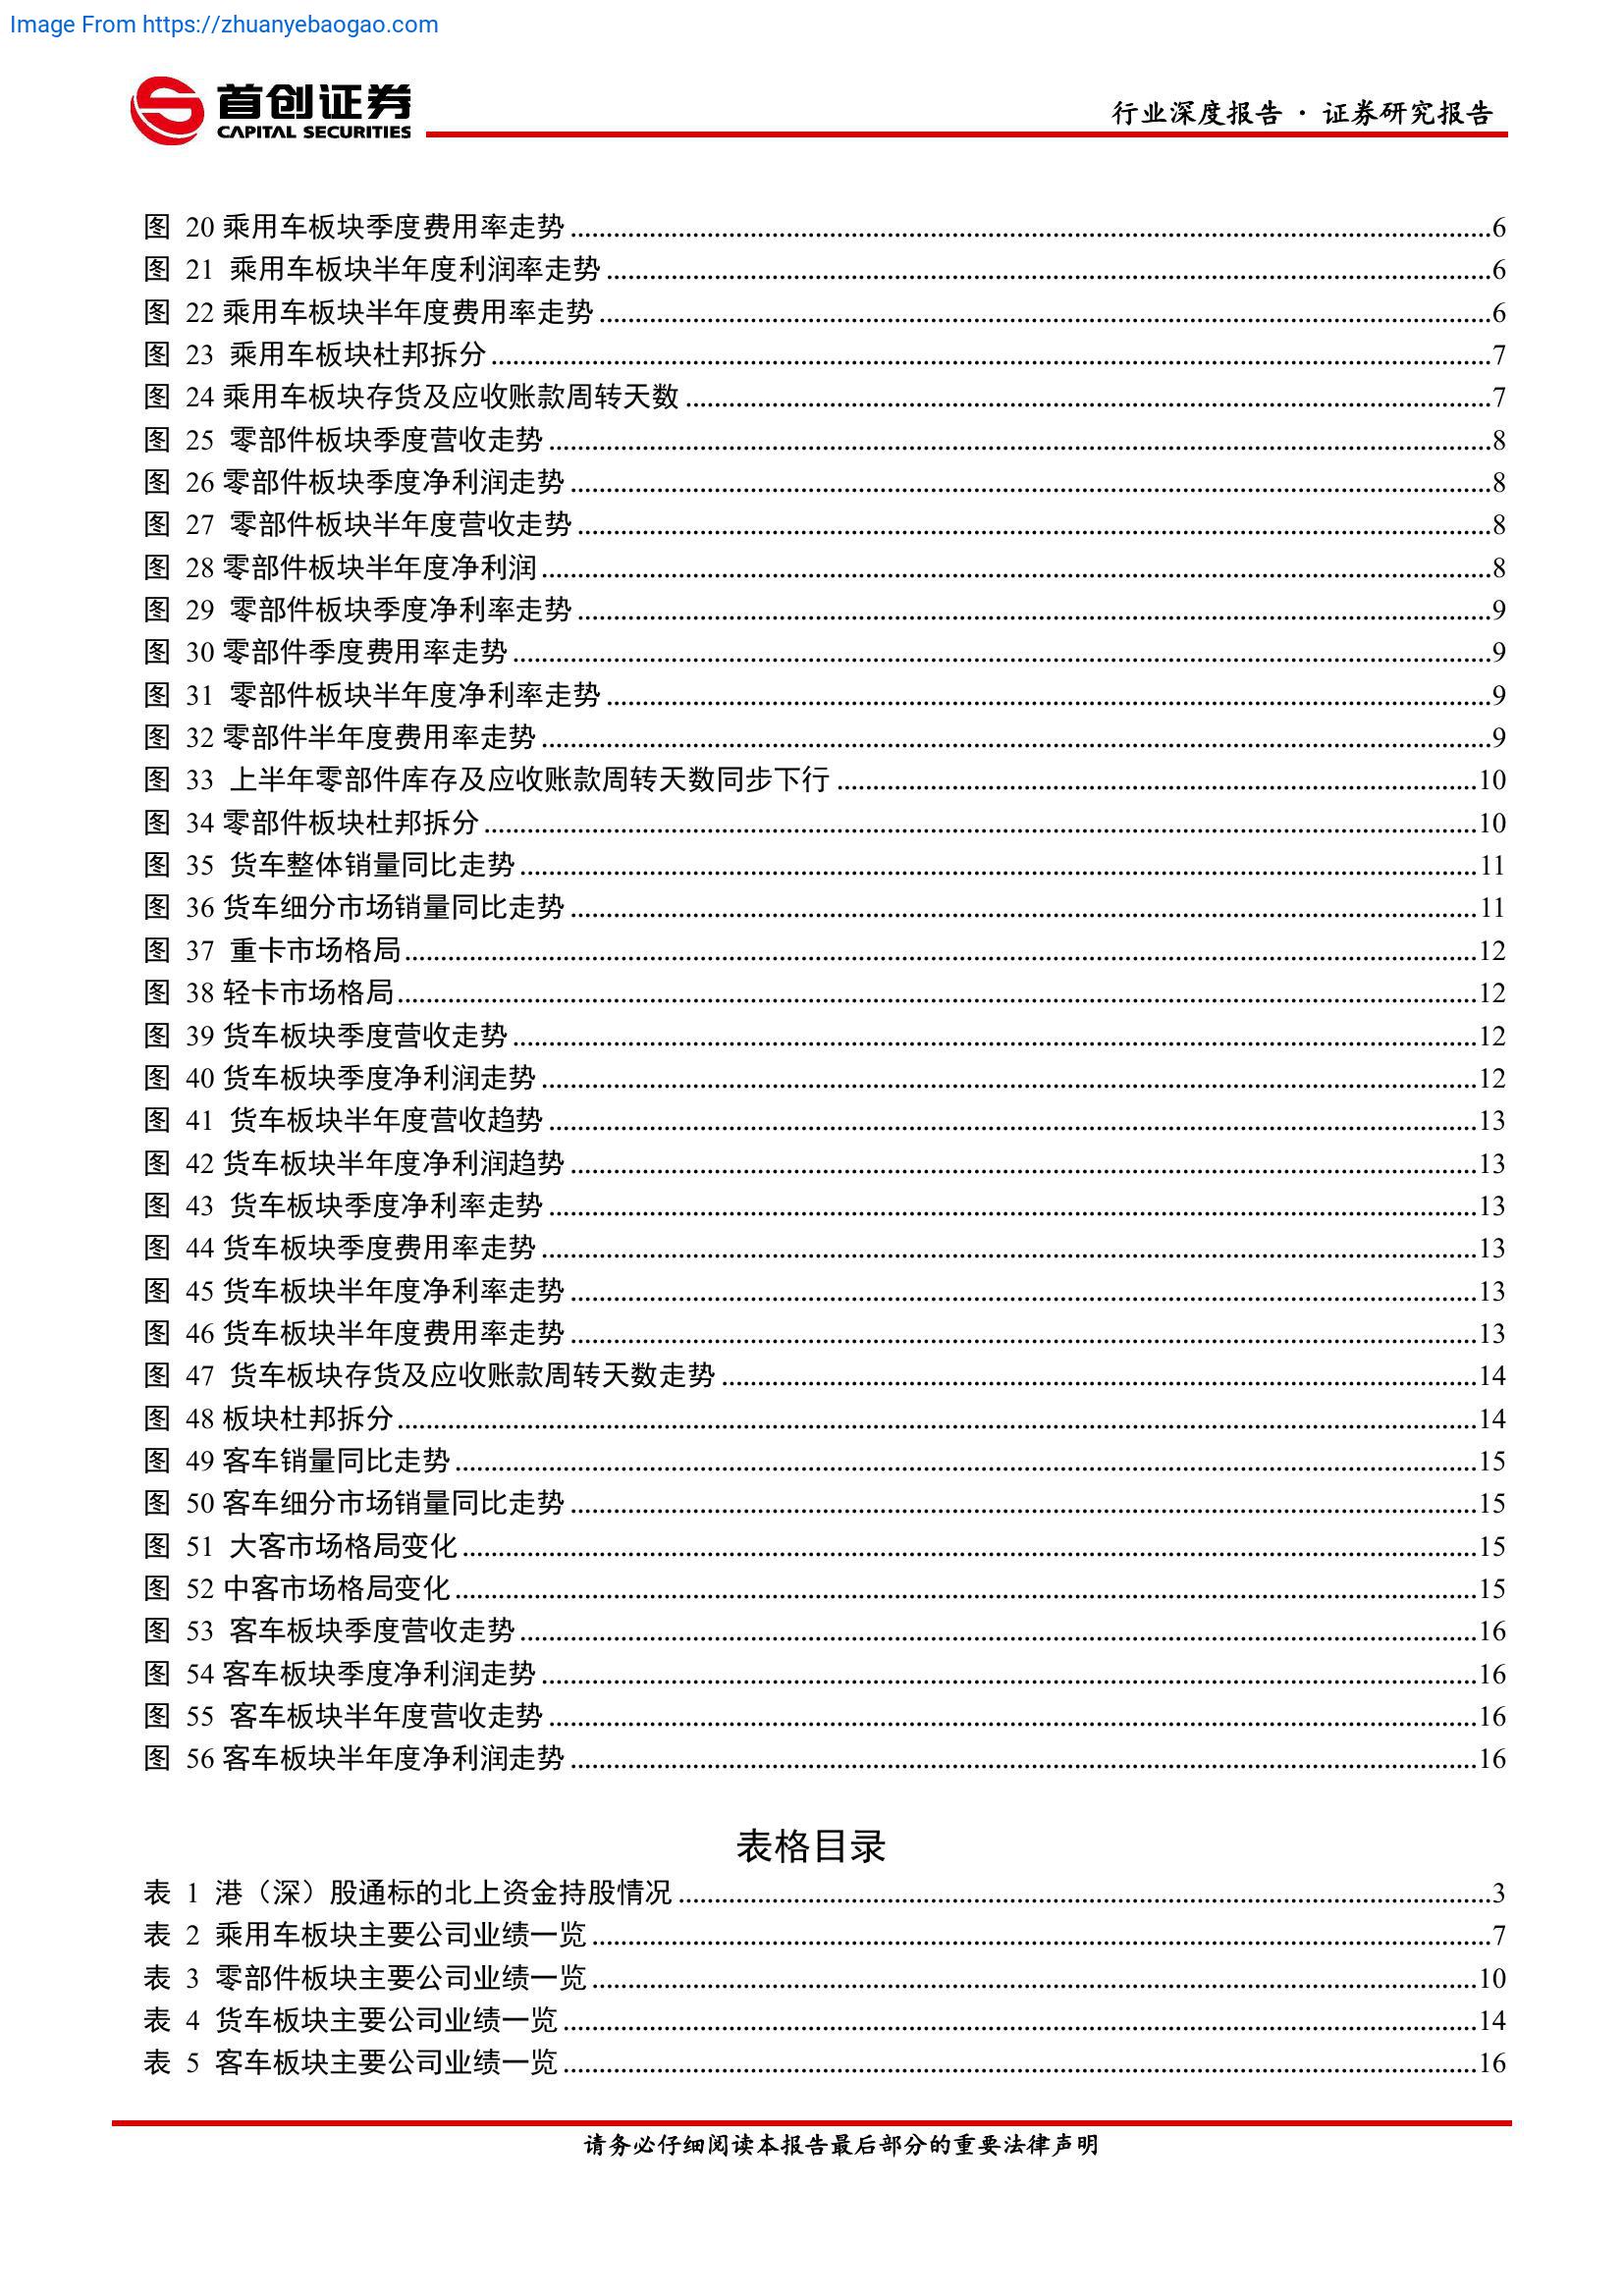 Image From https://zhuanyebaogao.com
首创证券
CAPITAL SECURITIES
行业深度报告 · 证券研究报告
图 20 乘用车板块季度费用率走势 ........ 6
图 21 乘用车板块半年度利润率走势 ........ 6
图 22 乘用车板块半年度费用率走势 ........ 6
图 23 乘用车板块杜邦拆分 ........ 7
图 24 乘用车板块存货及应收账款周转天数 ........ 7
图 25 零部件板块季度营收走势 ........ 8
图 26 零部件板块季度净利润走势 ........ 8
图 27 零部件板块半年度营收走势 ........ 8
图 28 零部件板块半年度净利润 ........ 8
图 29 零部件板块季度净利率走势 ........ 9
图 30 零部件季度费用率走势 ........ 9
图 31 零部件板块半年度净利率走势 ........ 9
图 32 零部件半年度费用率走势 ........ 9
图 33 上半年零部件库存及应收账款周转天数同步下行 ........ 10
图 34 零部件板块杜邦拆分 ........ 10
图 35 货车整体销量同比走势 ........ 11
图 36 货车细分市场销量同比走势 ........ 11
图 37 重卡市场格局 ........ 12
图 38 轻卡市场格局 ........ 12
图 39 货车板块季度营收走势 ........ 12
图 40 货车板块季度净利润走势 ........ 12
图 41 货车板块半年度营收趋势 ........ 13
图 42 货车板块半年度净利润趋势 ........ 13
图 43 货车板块季度净利率走势 ........ 13
图 44 货车板块季度费用率走势 ........ 13
图 45 货车板块半年度净利率走势 ........ 13
图 46 货车板块半年度费用率走势 ........ 13
图 47 货车板块存货及应收账款周转天数走势 ........ 14
图 48 板块杜邦拆分 ........ 14
图 49 客车销量同比走势 ........ 15
图 50 客车细分市场销量同比走势 ........ 15
图 51 大客市场格局变化 ........ 15
图 52 中客市场格局变化 ........ 15
图 53 客车板块季度营收走势 ........ 16
图 54 客车板块季度净利润走势 ........ 16
图 55 客车板块半年度营收走势 ........ 16
图 56 客车板块半年度净利润走势 ........ 16
表格目录
表 1 港（深）股通标的北上资金持股情况 ........ 3
表 2 乘用车板块主要公司业绩一览 ........ 7
表 3 零部件板块主要公司业绩一览 ........ 10
表 4 货车板块主要公司业绩一览 ........ 14
表 5 客车板块主要公司业绩一览 ........ 16
请务必仔细阅读本报告最后部分的重要法律声明